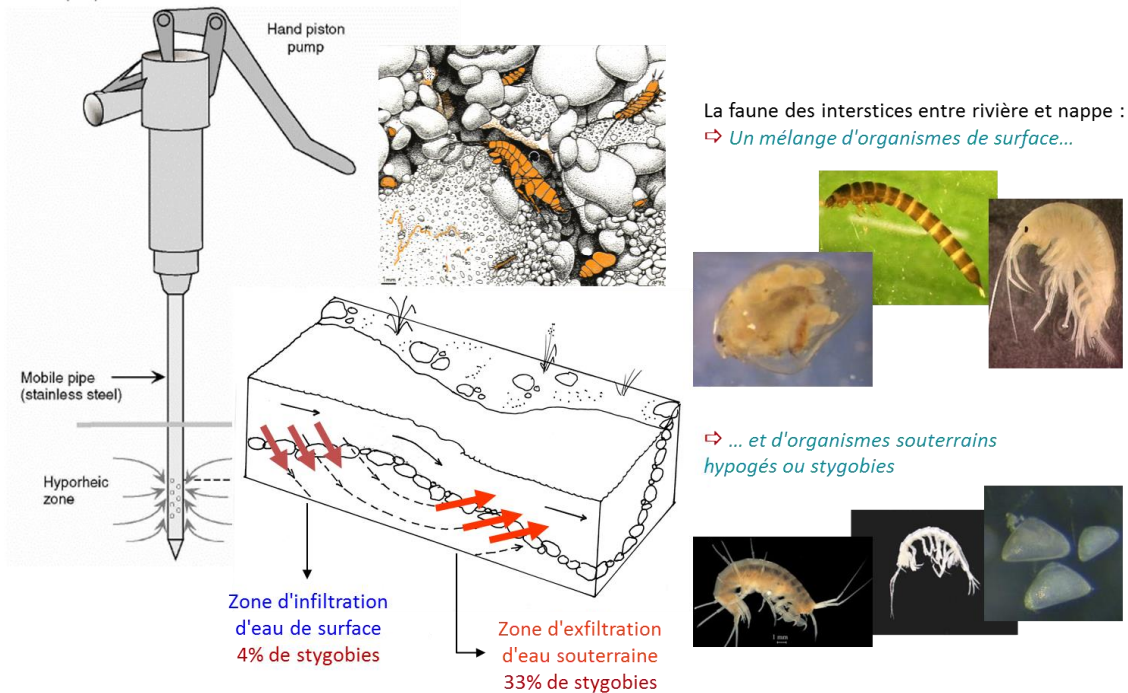 Hand piston
pump
Mobile pipe
(stainless steel)
Hyporheic
zone
1 mm
La faune des interstices entre rivière et nappe :
⇨ Un mélange d'organismes de surface...
⇨ ... et d'organismes souterrains
hypogés ou stygobies
1 mm
Zone d'infiltration
d'eau de surface
4% de stygobies
Zone d'exfiltration
d'eau souterraine
33% de stygobies